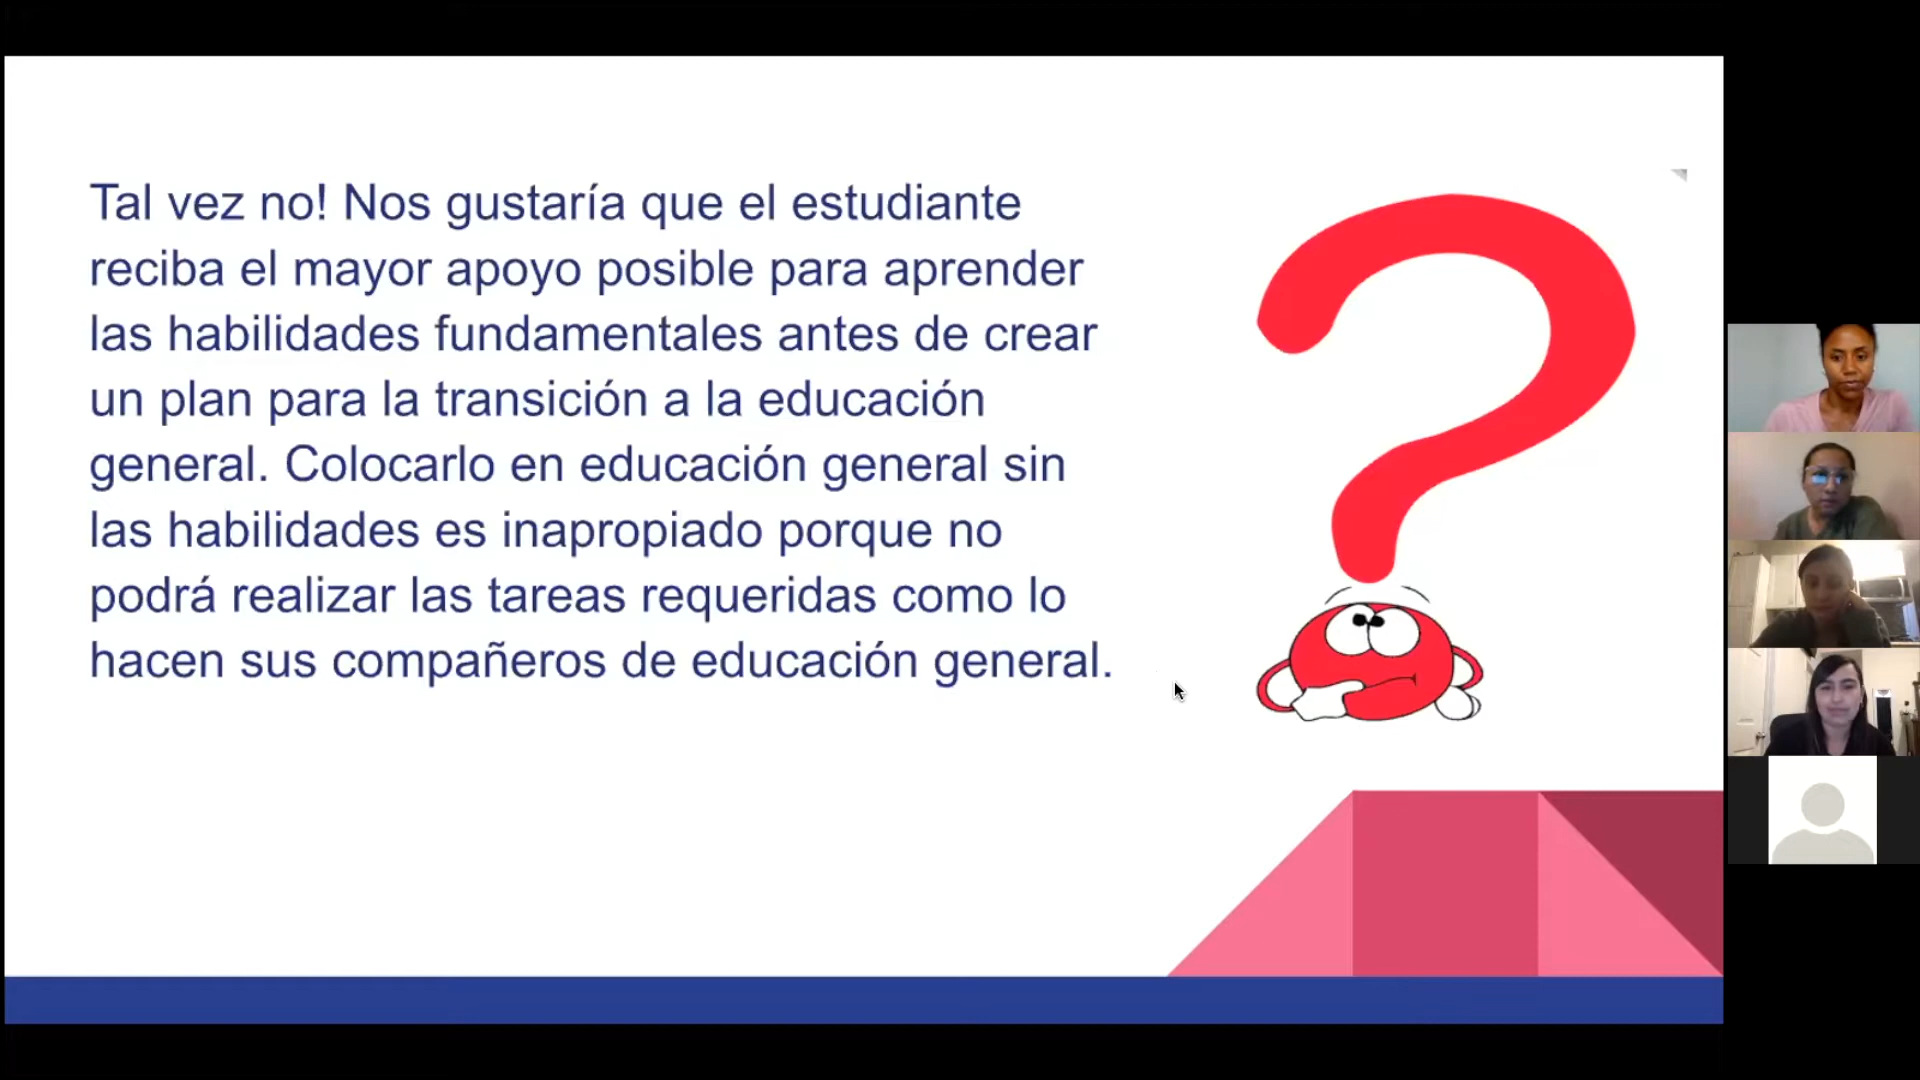 Tal vez no! Nos gustaría que el estudiante
reciba el mayor apoyo posible para aprender
las habilidades fundamentales antes de crear
un plan para la transición a la educación
general. Colocarlo en educación general sin
las habilidades es inapropiado porque no
podrá realizar las tareas requeridas como lo
hacen sus compañeros de educación general.